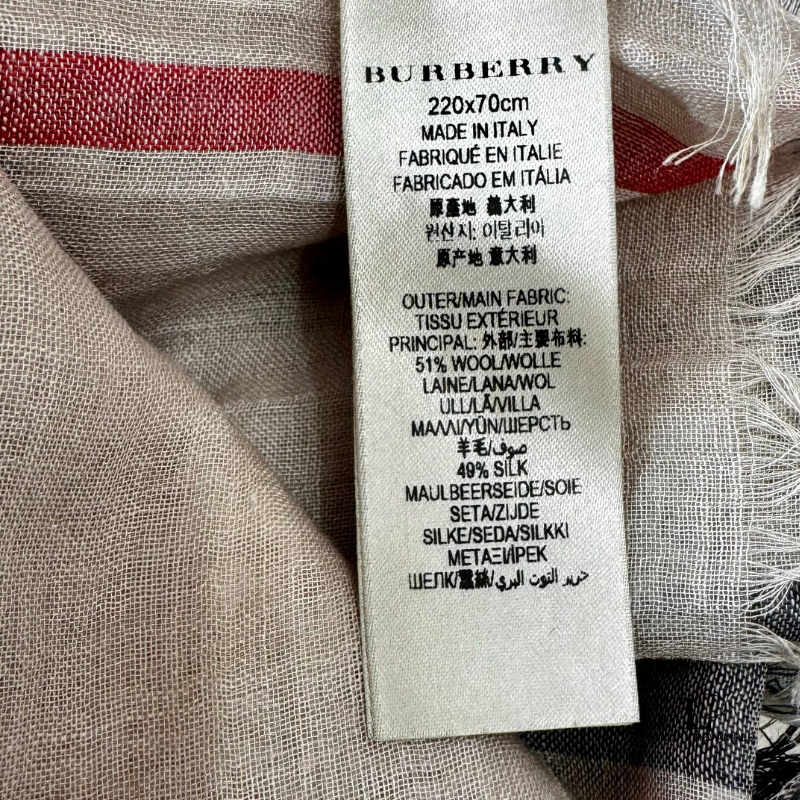 BURBERRY
220x70cm
MADE IN ITALY
FABRIQUÉ EN ITALIE
FABRICADO EM ITÁLIA
原產地 義大利
원산지: 이탈리아
原产地 意大利
OUTER/MAIN FABRIC:
TISSU EXTÉRIEUR
PRINCIPAL: 外部/主要布料:
51% WOOL/WOLLE
LAINE/LANA/WOL
ULL/LÃ/VILLA
ΜΑΛΛΙ/YÜN/ШЕРСТЬ
羊毛/صوف
49% SILK
MAULBEERSEIDE/SOIE
SETA/ZIJDE
SILKE/SEDA/SILKKI
ΜΕΤΑΞΙ/İPEK
ШЕЛК/蠶絲/حرير التوت البري